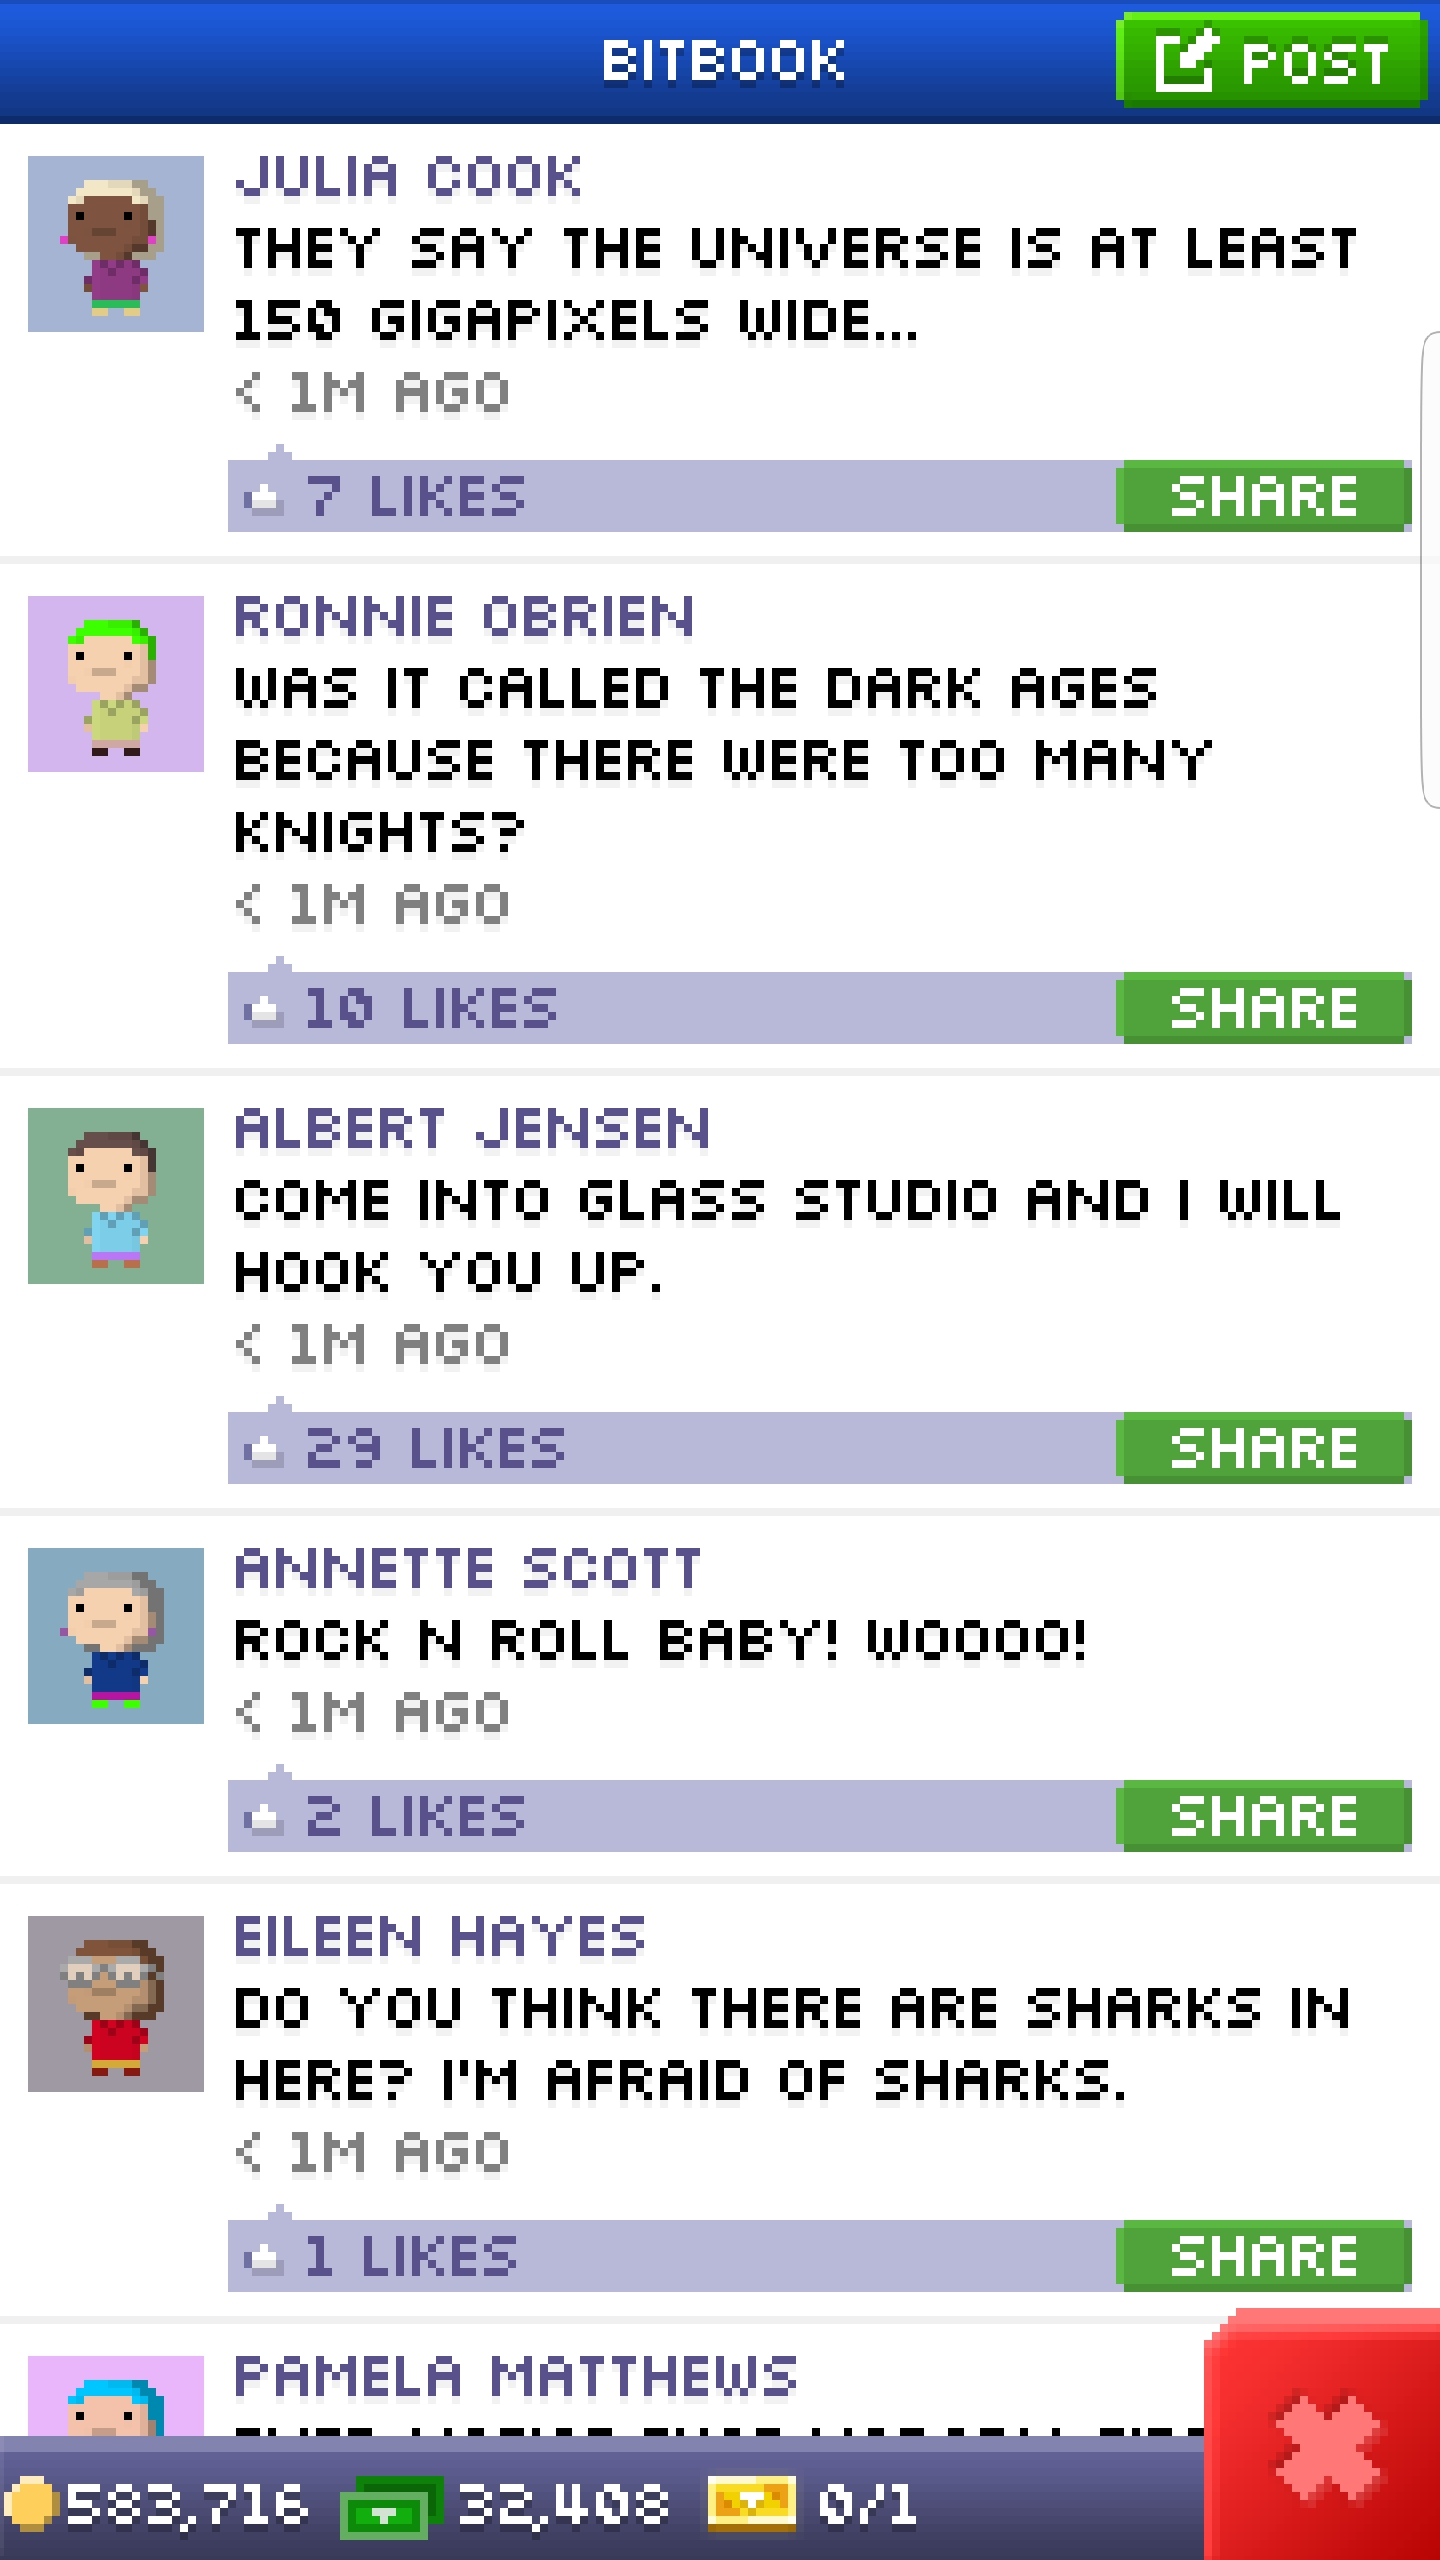 BITBOOK
POST
JULIA COOK
THEY SAY THE UNIVERSE IS AT LEAST
150 GIGAPIXELS WIDE...
< 1M AGO
7 LIKES
SHARE
RONNIE OBRIEN
WAS IT CALLED THE DARK AGES
BECAUSE THERE WERE TOO MANY
KNIGHTS?
< 1M AGO
10 LIKES
SHARE
ALBERT JENSEN
COME INTO GLASS STUDIO AND I WILL
HOOK YOU UP.
< 1M AGO
29 LIKES
SHARE
ANNETTE SCOTT
ROCK N ROLL BABY! WOOOO!
< 1M AGO
2 LIKES
SHARE
EILEEN HAYES
DO YOU THINK THERE ARE SHARKS IN
HERE? I'M AFRAID OF SHARKS.
< 1M AGO
1 LIKES
SHARE
PAMELA MATTHEWS
583,716 32,408 0/1